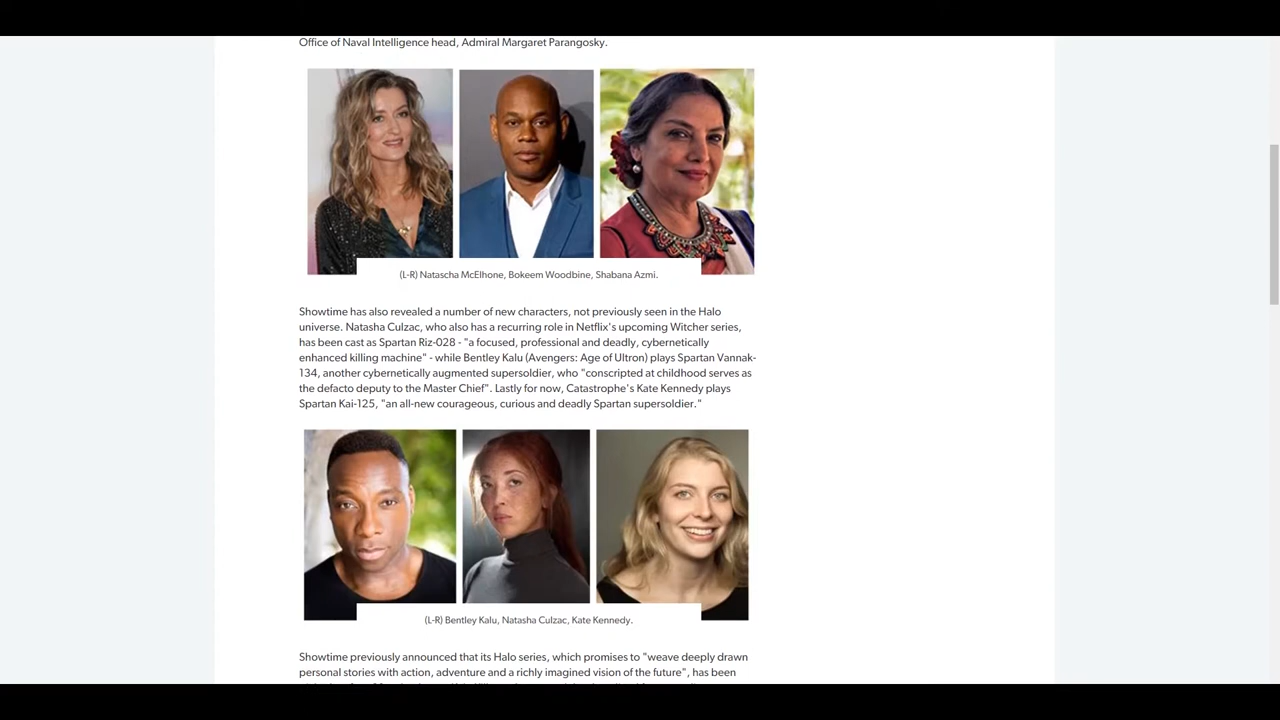 Office of Naval Intelligence head, Admiral Margaret Parangosky.
(L-R) Natascha McElhone, Bokeem Woodbine, Shabana Azmi.
Showtime has also revealed a number of new characters, not previously seen in the Halo
universe. Natasha Culzac, who also has a recurring role in Netflix's upcoming Witcher series,
has been cast as Spartan Riz-028 - "a focused, professional and deadly, cybernetically
enhanced killing machine" - while Bentley Kalu (Avengers: Age of Ultron) plays Spartan Vannak-
134, another cybernetically augmented supersoldier, who "conscripted at childhood serves as
the defacto deputy to the Master Chief". Lastly for now, Catastrophe's Kate Kennedy plays
Spartan Kai-125, "an all-new courageous, curious and deadly Spartan supersoldier."
(L-R) Bentley Kalu, Natasha Culzac, Kate Kennedy.
Showtime previously announced that its Halo series, which promises to "weave deeply drawn
personal stories with action, adventure and a richly imagined vision of the future", has been